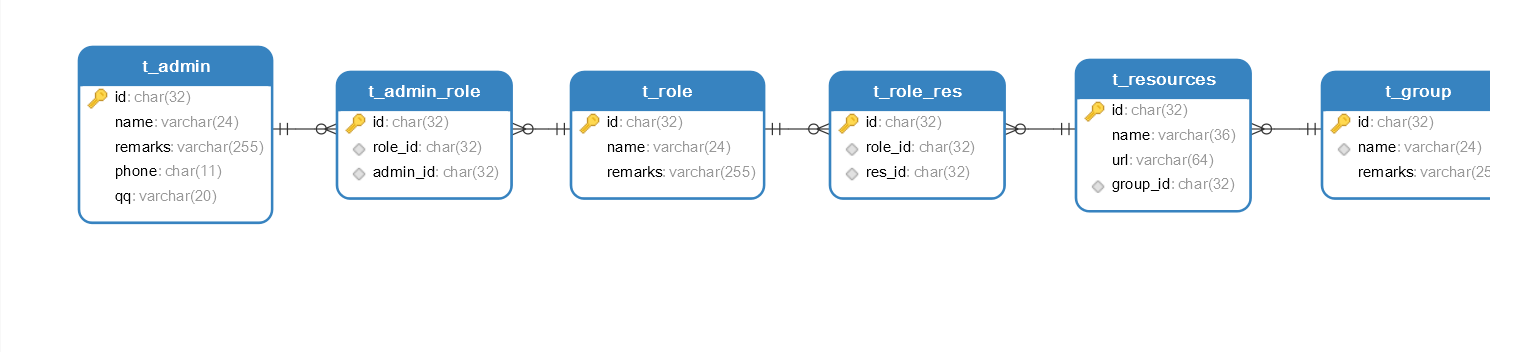 t_admin
id: char(32)
name: varchar(24)
remarks: varchar(255)
phone: char(11)
qq: varchar(20)
t_admin_role
id: char(32)
role_id: char(32)
admin_id: char(32)
t_role
id: char(32)
name: varchar(24)
remarks: varchar(255)
t_role_res
id: char(32)
role_id: char(32)
res_id: char(32)
t_resources
id: char(32)
name: varchar(36)
url: varchar(64)
group_id: char(32)
t_group
id: char(32)
name: varchar(24)
remarks: varchar(25